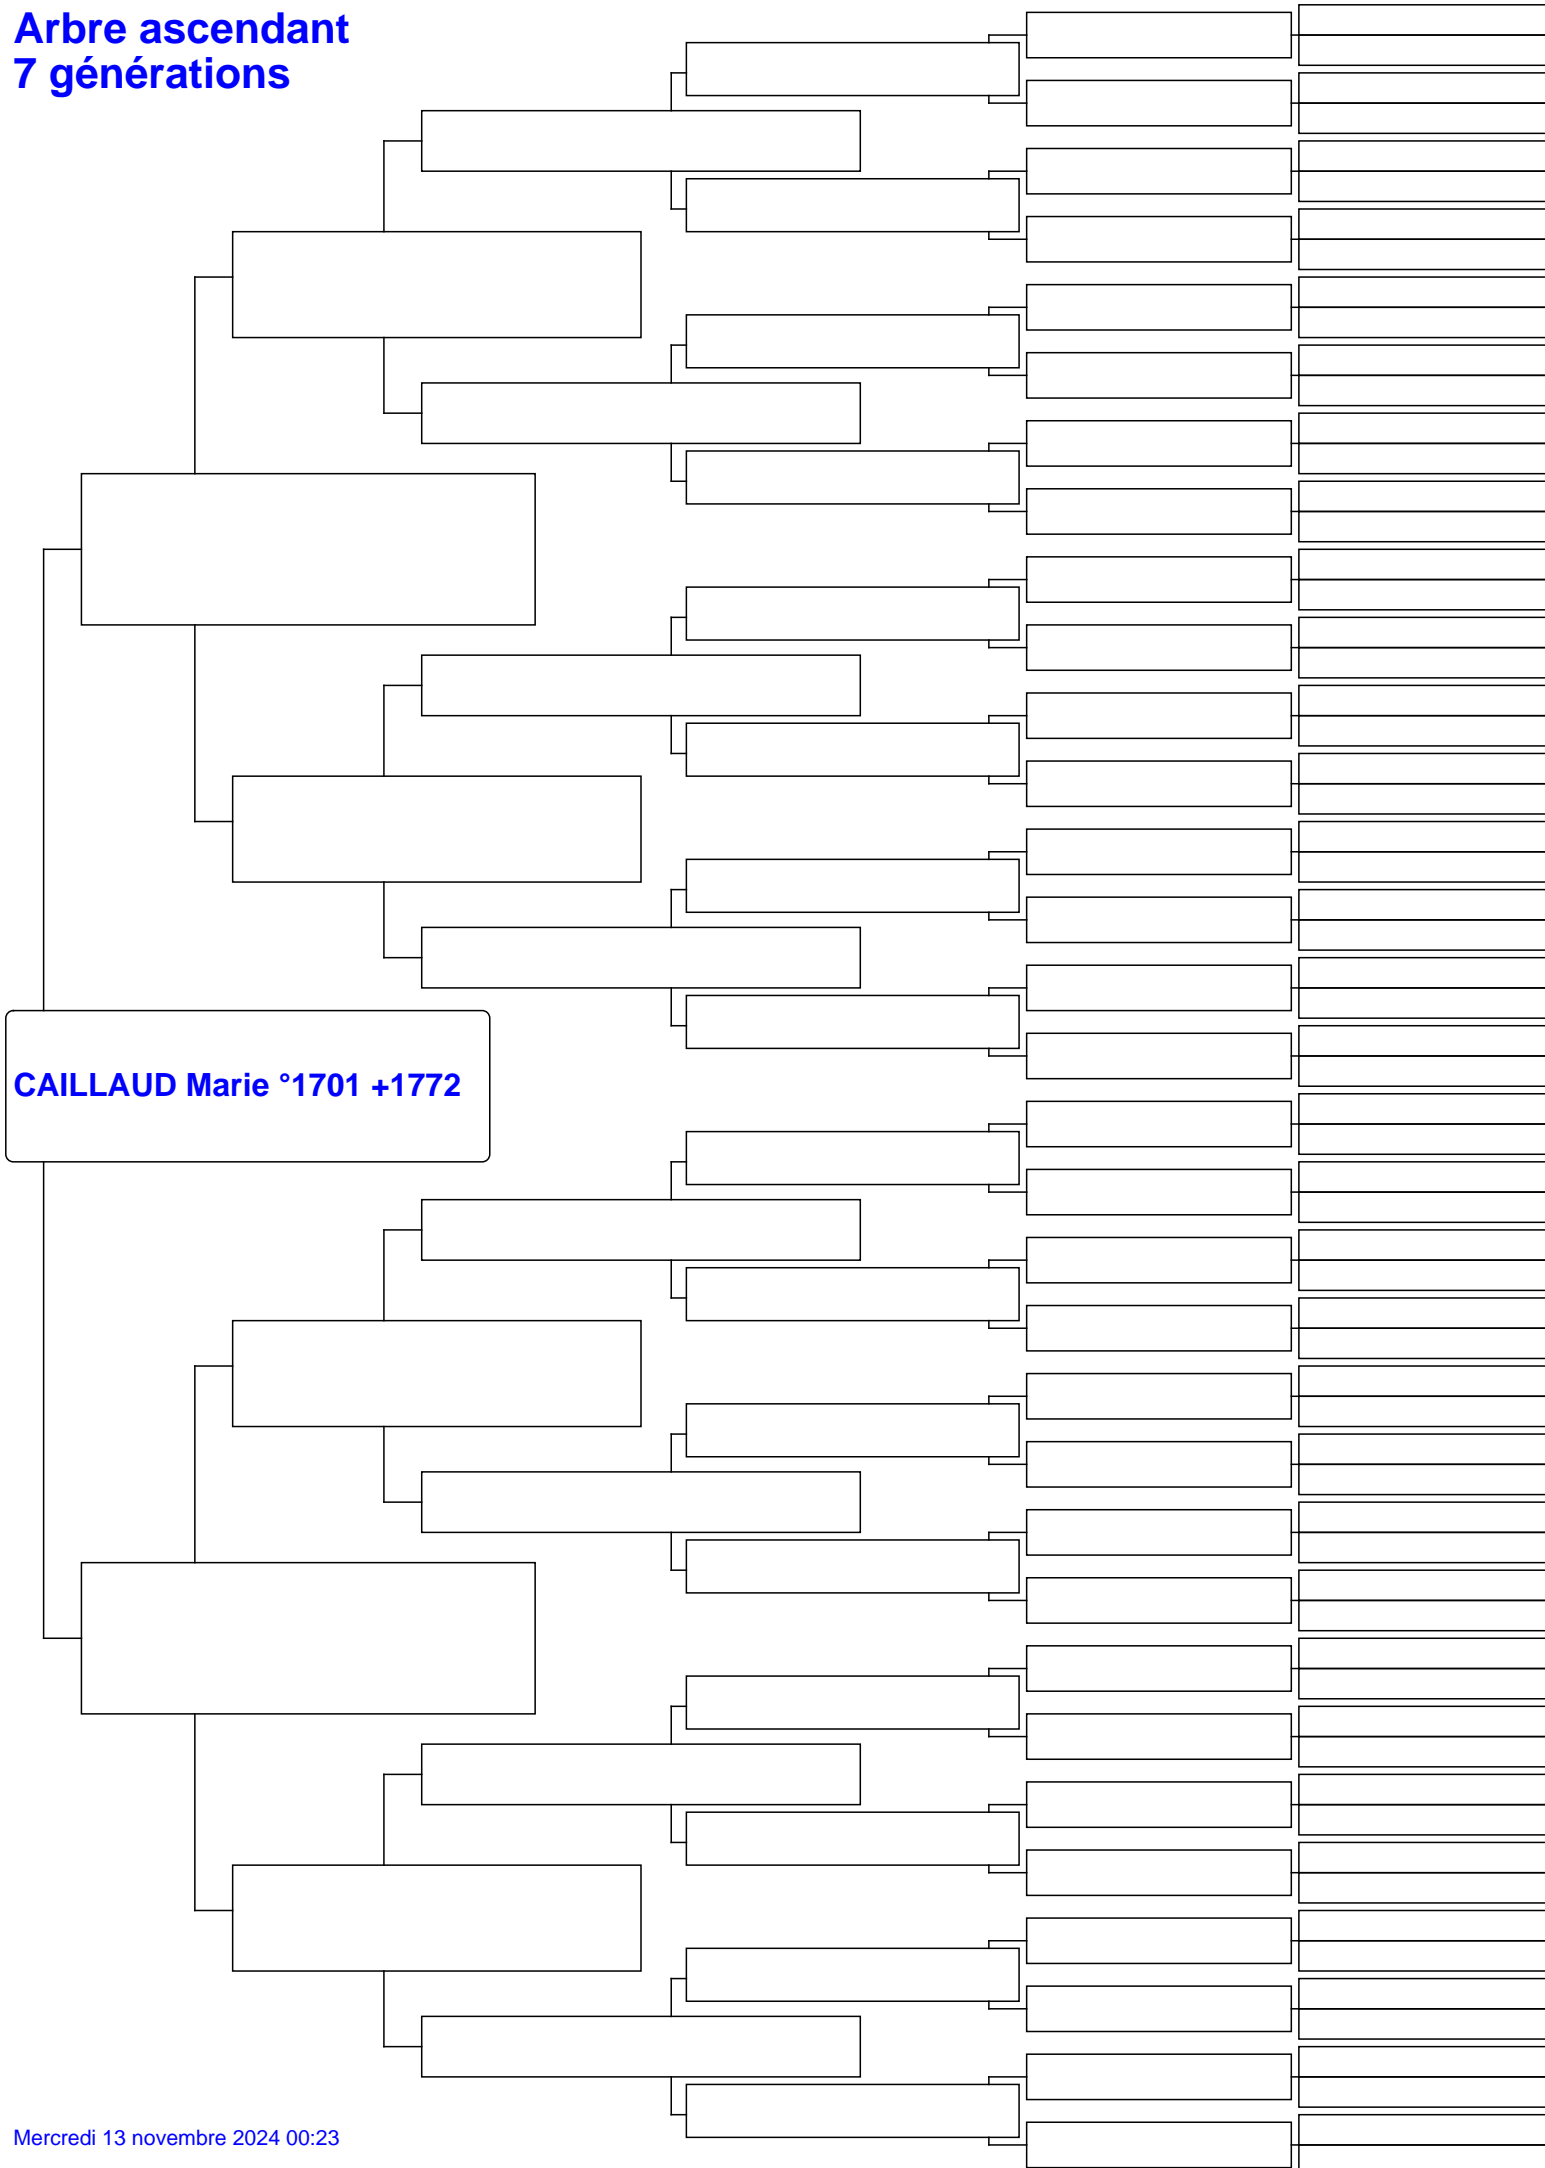 Arbre ascendant
7 générations
CAILLAUD Marie °1701 +1772
Mercredi 13 novembre 2024 00:23